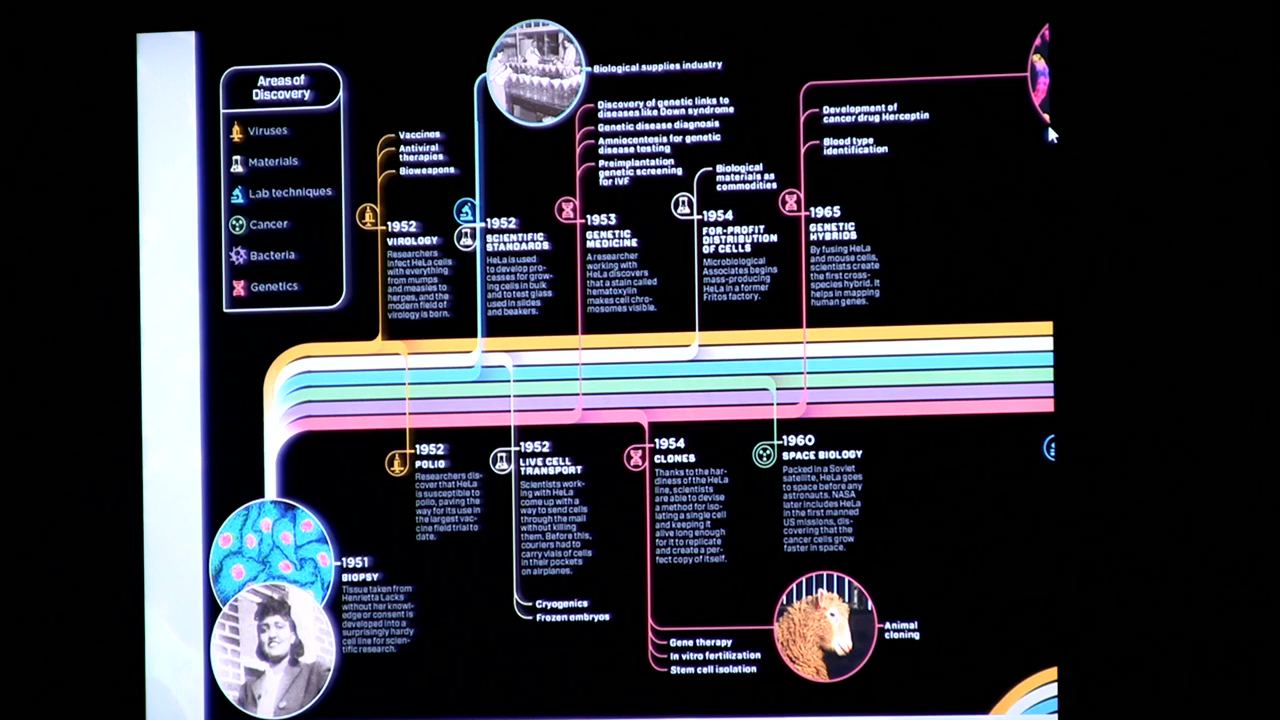 Areas of
Discovery
Viruses
Materials
Lab techniques
Cancer
Bacteria
Genetics
Vaccines
Antiviral
therapies
Bioweapons
1952
VIROLOGY
Researchers
infect HeLa cells
with everything
from mumps
and measles to
herpes, and the
modern field of
virology is born.
Biological supplies industry
1952
SCIENTIFIC
STANDARDS
HeLa is used
to develop pro-
cesses for grow-
ing cells in bulk
and to test glass
used in slides
and beakers.
Discovery of genetic links to
diseases like Down syndrome
Genetic disease diagnosis
Amniocentesis for genetic
disease testing
Preimplantation
genetic screening
for IVF
1953
GENETIC
MEDICINE
A researcher
working with
HeLa discovers
that a stain called
hematoxylin
makes cell chro-
mosomes visible.
Biological
materials as
commodities
1954
FOR-PROFIT
DISTRIBUTION
OF CELLS
Microbiological
Associates begins
mass-producing
HeLa in a former
Fritos factory.
Development of
cancer drug Herceptin
Blood type
identification
1965
GENETIC
HYBRIDS
By fusing HeLa
and mouse cells,
scientists create
the first cross-
species hybrid. It
helps in mapping
human genes.
1951
BIOPSY
Tissue taken from
Henrietta Lacks
without her knowl-
edge or consent is
developed into a
surprisingly hardy
cell line for scien-
tific research.
1952
POLIO
Researchers dis-
cover that HeLa
is susceptible to
polio, paving the
way for its use in
the largest vac-
cine field trial to
date.
1952
LIVE CELL
TRANSPORT
Scientists work-
ing with HeLa
come up with a
way to send cells
through the mail
without killing
them. Before this,
couriers had to
carry vials of cells
in their pockets
on airplanes.
Cryogenics
Frozen embryos
1954
CLONES
Thanks to the har-
diness of the HeLa
line, scientists
are able to devise
a method for iso-
lating a single cell
and keeping it
alive long enough
for it to replicate
and create a per-
fect copy of itself.
Gene therapy
In vitro fertilization
Stem cell isolation
Animal
cloning
1960
SPACE BIOLOGY
Packed in a Soviet
satellite, HeLa goes
to space before any
astronauts. NASA
later includes HeLa
in the first manned
US missions, dis-
covering that the
cancer cells grow
faster in space.